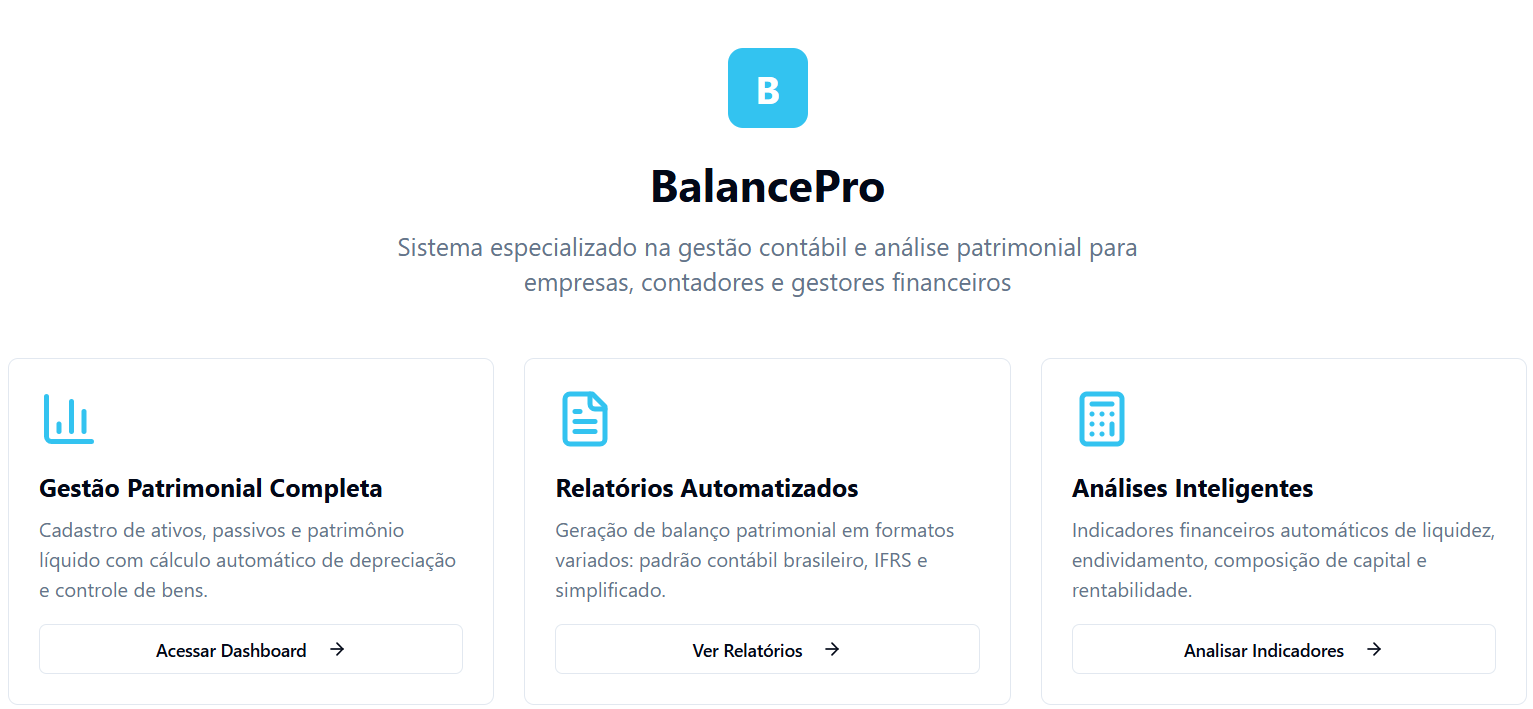 B
BalancePro
Sistema especializado na gestão contábil e análise patrimonial para
empresas, contadores e gestores financeiros
Gestão Patrimonial Completa
Cadastro de ativos, passivos e patrimônio
líquido com cálculo automático de depreciação
e controle de bens.
Acessar Dashboard
Relatórios Automatizados
Geração de balanço patrimonial em formatos
variados: padrão contábil brasileiro, IFRS e
simplificado.
Ver Relatórios
Análises Inteligentes
Indicadores financeiros automáticos de liquidez,
endividamento, composição de capital e
rentabilidade.
Analisar Indicadores